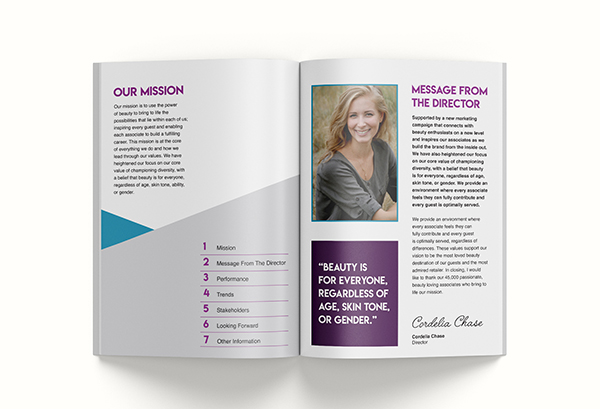 OUR MISSION
Our mission is to use the power
of beauty to bring to life the
possibilities that lie within each of us;
inspiring every guest and enabling
each associate to build a fulfilling
career. This mission is at the core
of everything we do and how we
lead through our values. We have
heightened our focus on our core
value of championing diversity, with
a belief that beauty is for everyone,
regardless of age, skin tone, ability,
or gender.
1 Mission
2 Message From The Director
3 Performance
4 Trends
5 Stakeholders
6 Looking Forward
7 Other Information
“BEAUTY IS
FOR EVERYONE,
REGARDLESS OF
AGE, SKIN TONE,
OR GENDER.”
MESSAGE FROM
THE DIRECTOR
Supported by a new marketing
campaign that connects with
beauty enthusiasts on a new level
and inspires our associates as we
build the brand from the inside out.
We have also heightened our focus
on our core value of championing
diversity, with a belief that beauty
is for everyone, regardless of age,
skin tone, or gender. We provide an
environment where every associate
feels they can fully contribute and
every guest is optimally served.
We provide an environment where
every associate feels they can
fully contribute and every guest
is optimally served, regardless of
differences. These values support our
vision to be the most loved beauty
destination of our guests and the most
admired retailer. In closing, I would
like to thank our 45,000 passionate,
beauty loving associates who bring to
life our mission.
Cordelia Chase
Cordelia Chase
Director